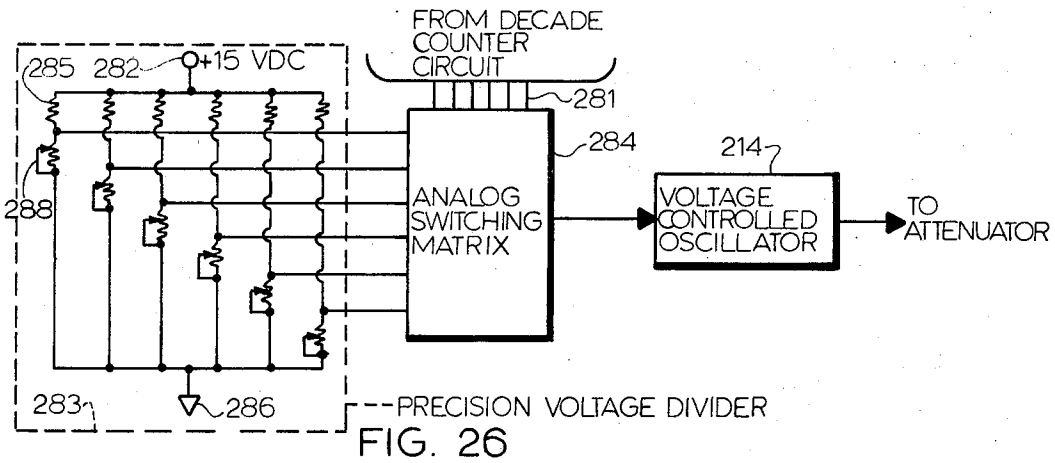 FROM DECADE
COUNTER
CIRCUIT
285
282
+15 VDC
281
284
214
288
ANALOG
SWITCHING
MATRIX
VOLTAGE
CONTROLLED
OSCILLATOR
TO
ATTENUATOR
283
286
PRECISION VOLTAGE DIVIDER
FIG. 26